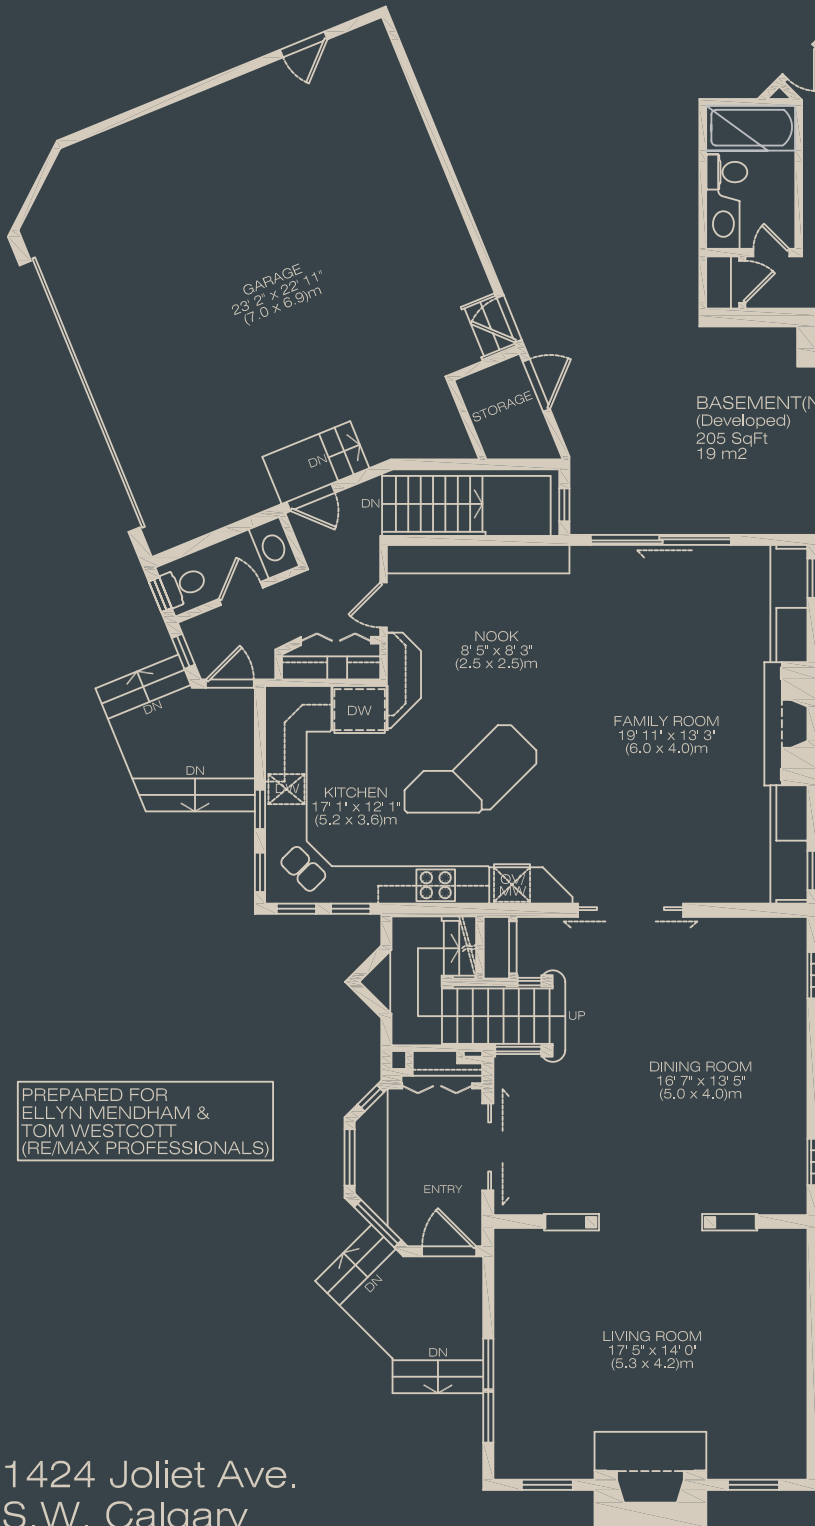 GARAGE
23' 2" x 22' 11"
(7.0 x 6.9)m
STORAGE
DN
DN
BASEMENT(
(Developed)
205 SqFt
19 m2
NOOK
8' 5" x 8' 3"
(2.5 x 2.5)m
DN
DW
FAMILY ROOM
19' 11" x 13' 3"
(6.0 x 4.0)m
DN
DW
KITCHEN
17' 1" x 12' 1"
(5.2 x 3.6)m
OV/
MW
UP
DINING ROOM
16' 7" x 13' 5"
(5.0 x 4.0)m
PREPARED FOR
ELLYN MENDHAM &
TOM WESTCOTT
(RE/MAX PROFESSIONALS)
ENTRY
DN
LIVING ROOM
17' 5" x 14' 0"
(5.3 x 4.2)m
DN
1424 Joliet Ave.
S.W. Calgary